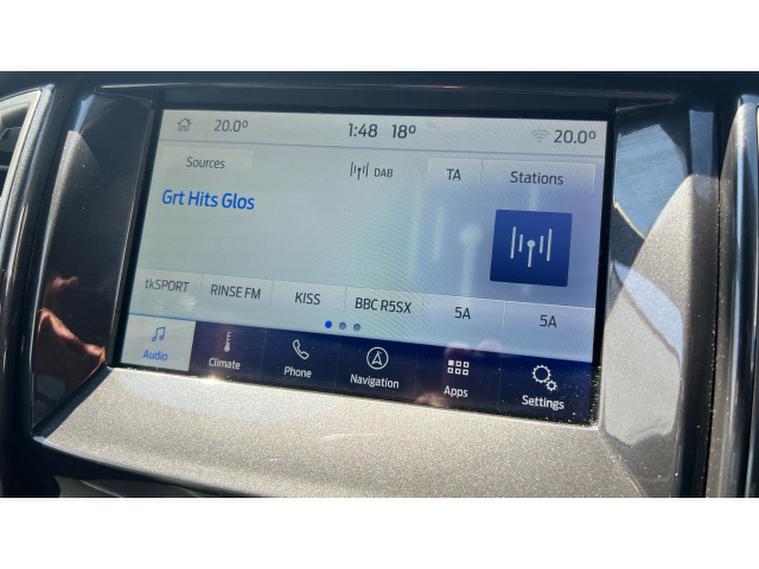 20.0° 1:48 18° 20.0°
Sources DAB TA Stations
Grt Hits Glos
tkSPORT RINSE FM KISS BBC R5SX 5A 5A
Audio Climate Phone Navigation Apps Settings